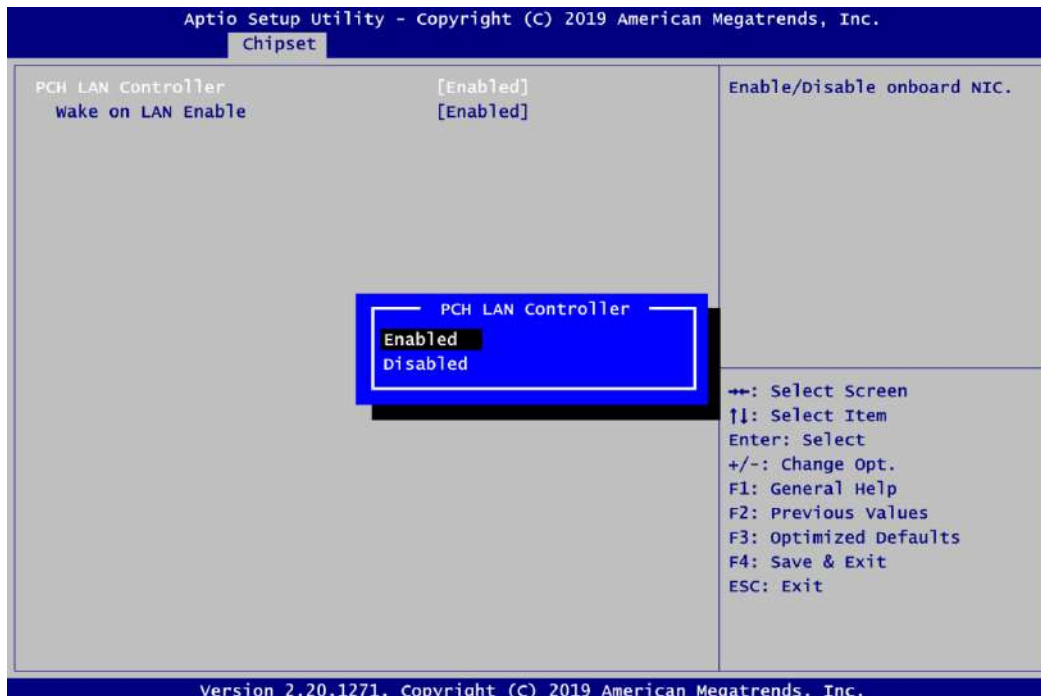 Aptio Setup Utility - Copyright (C) 2019 American Megatrends, Inc.
Chipset
PCH LAN Controller [Enabled]
Wake on LAN Enable [Enabled]
Enable/Disable onboard NIC.
PCH LAN Controller
Enabled
Disabled
→←: Select Screen
↑↓: Select Item
Enter: Select
+/-: Change Opt.
F1: General Help
F2: Previous Values
F3: Optimized Defaults
F4: Save & Exit
ESC: Exit
Version 2.20.1271. Copyright (C) 2019 American Megatrends, Inc.